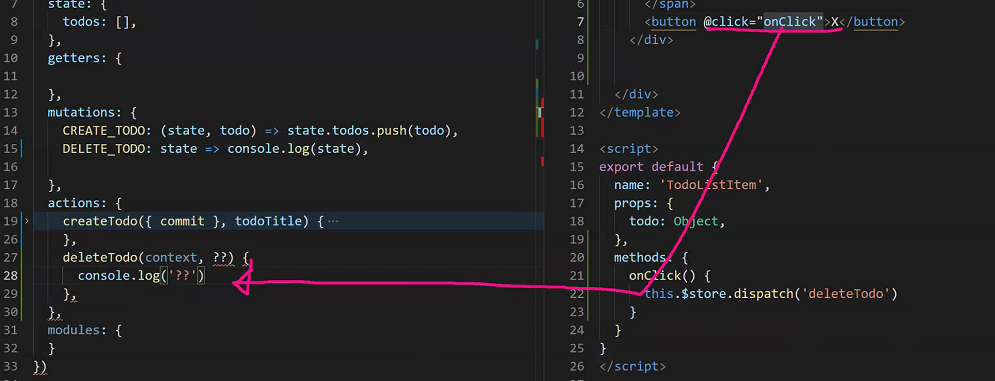 7 state: {
8 todos: [],
9 },
10 getters: {
11
12 },
13 mutations: {
14 CREATE_TODO: (state, todo) => state.todos.push(todo),
15 DELETE_TODO: state => console.log(state),
16
17 },
18 actions: {
19 > createTodo({ commit }, todoTitle) { ⋯
26 },
27 deleteTodo(context, ??) {
28 console.log('??')
29 },
30 },
31 modules: {
32 }
33 })
6 </span>
7 <button @click="onClick">X</button>
8 </div>
9
10
11 </div>
12 </template>
13
14 <script>
15 export default {
16 name: 'TodoListItem',
17 props: {
18 todo: Object,
19 },
20 methods: {
21 onClick() {
22 this.$store.dispatch('deleteTodo')
23 }
24 }
25 }
26 </script>